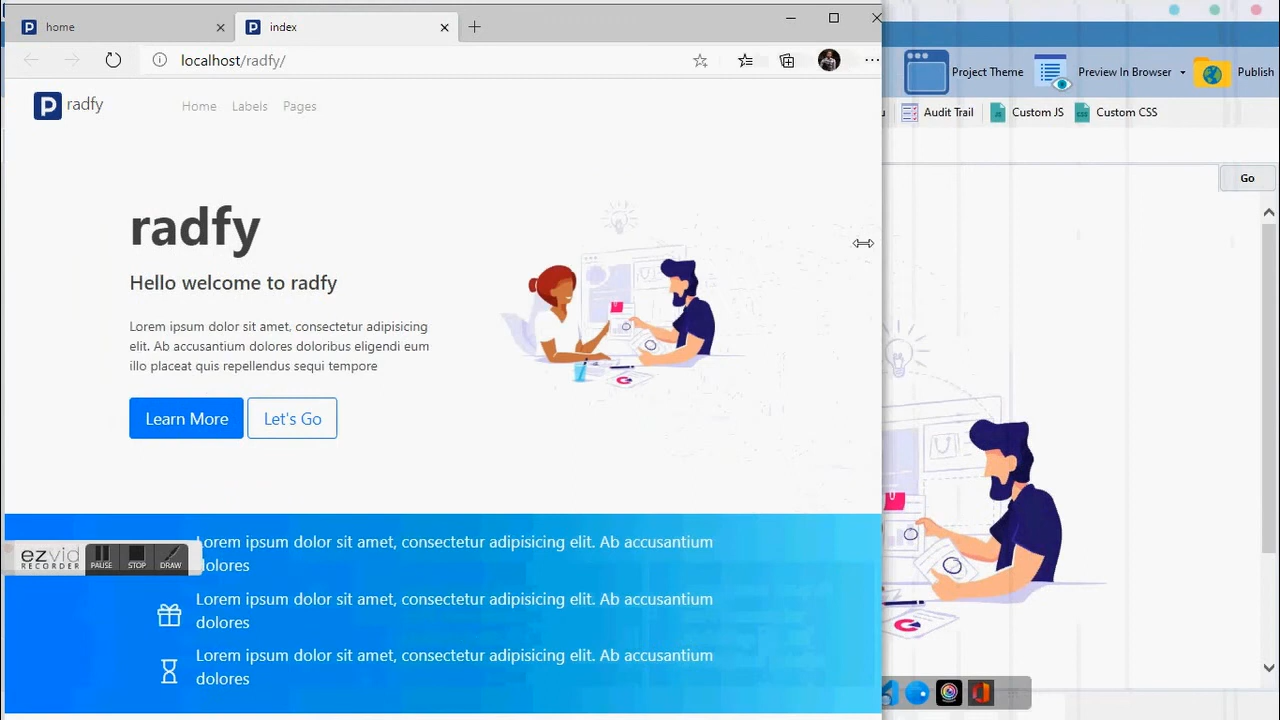 home
index
localhost/radfy/
Project Theme
Preview In Browser
Publish
Audit Trail
Custom JS
Custom CSS
Go
radfy
Home
Labels
Pages
radfy
Hello welcome to radfy
Lorem ipsum dolor sit amet, consectetur adipisicing
elit. Ab accusantium dolores doloribus eligendi eum
illo placeat quis repellendus sequi tempore
Learn More
Let's Go
Lorem ipsum dolor sit amet, consectetur adipisicing elit. Ab accusantium
dolores
ezvid
RECORDER
PAUSE
STOP
DRAW
Lorem ipsum dolor sit amet, consectetur adipisicing elit. Ab accusantium
dolores
Lorem ipsum dolor sit amet, consectetur adipisicing elit. Ab accusantium
dolores